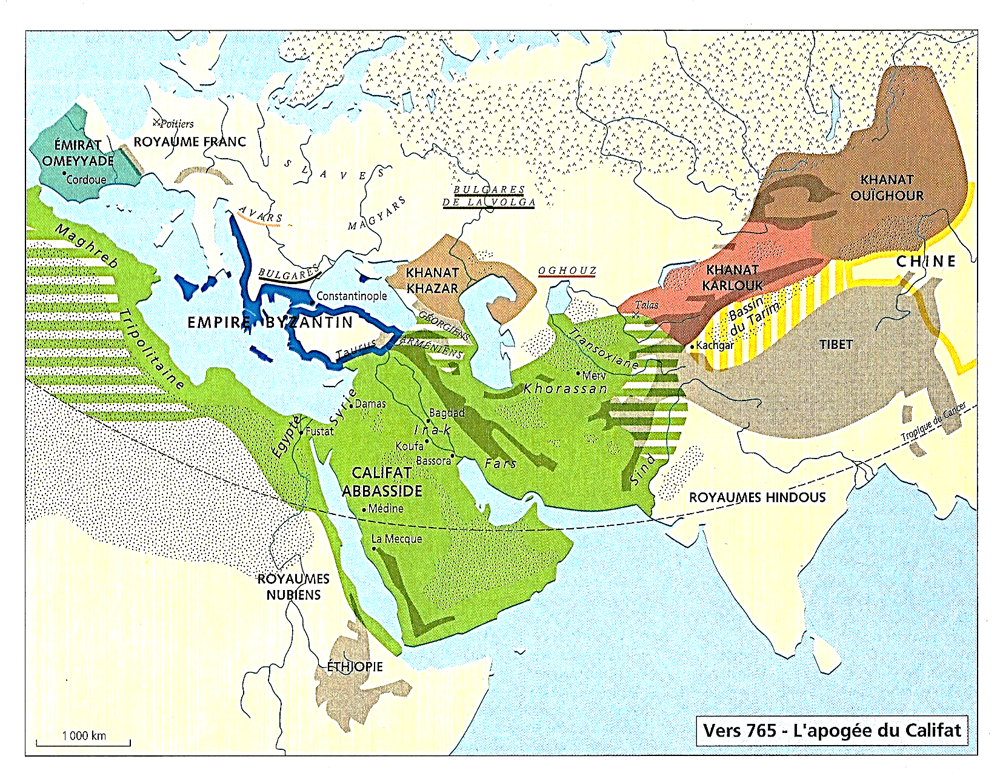 Poitiers
ROYAUME FRANC
ÉMIRAT
OMEYYADE
Cordoue
SLAVES
BULGARES
DE LA VOLGA
MAGYARS
AVARS
KHANAT
OUÏGHOUR
CHINE
Maghreb
BULGARES
KHANAT
KHAZAR
OGHOUZ
KHANAT
KARLOUK
Constantinople
Talas
Bassin
du Tarim
EMPIRE BYZANTIN
GÉORGIENS
ARMÉNIENS
Taurus
Transoxiane
Kachgar
TIBET
Tripolitaine
Merv
Khorassan
Syrie
Damas
Bagdad
Irak
Égypte
Fustat
Koufa
Bassora
Fars
Sind
Tropique du Cancer
CALIFAT
ABBASSIDE
Médine
ROYAUMES HINDOUS
La Mecque
ROYAUMES
NUBIENS
ÉTHIOPIE
1 000 km
Vers 765 - L'apogée du Califat